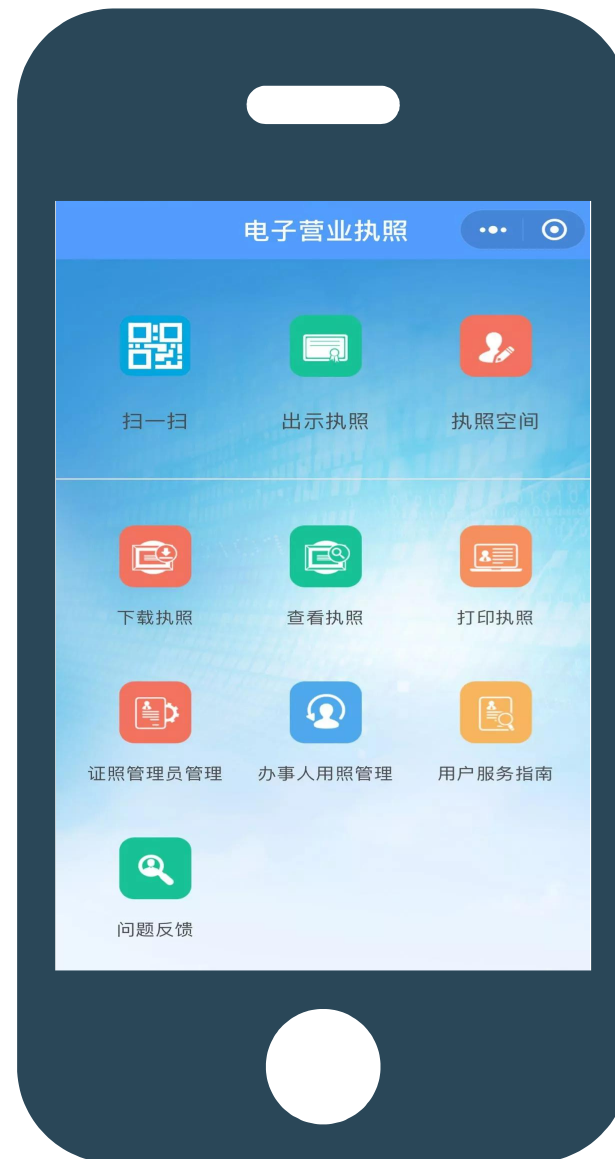 电子营业执照
扫一扫 出示执照 执照空间
下载执照 查看执照 打印执照
证照管理员管理 办事人用照管理 用户服务指南
问题反馈